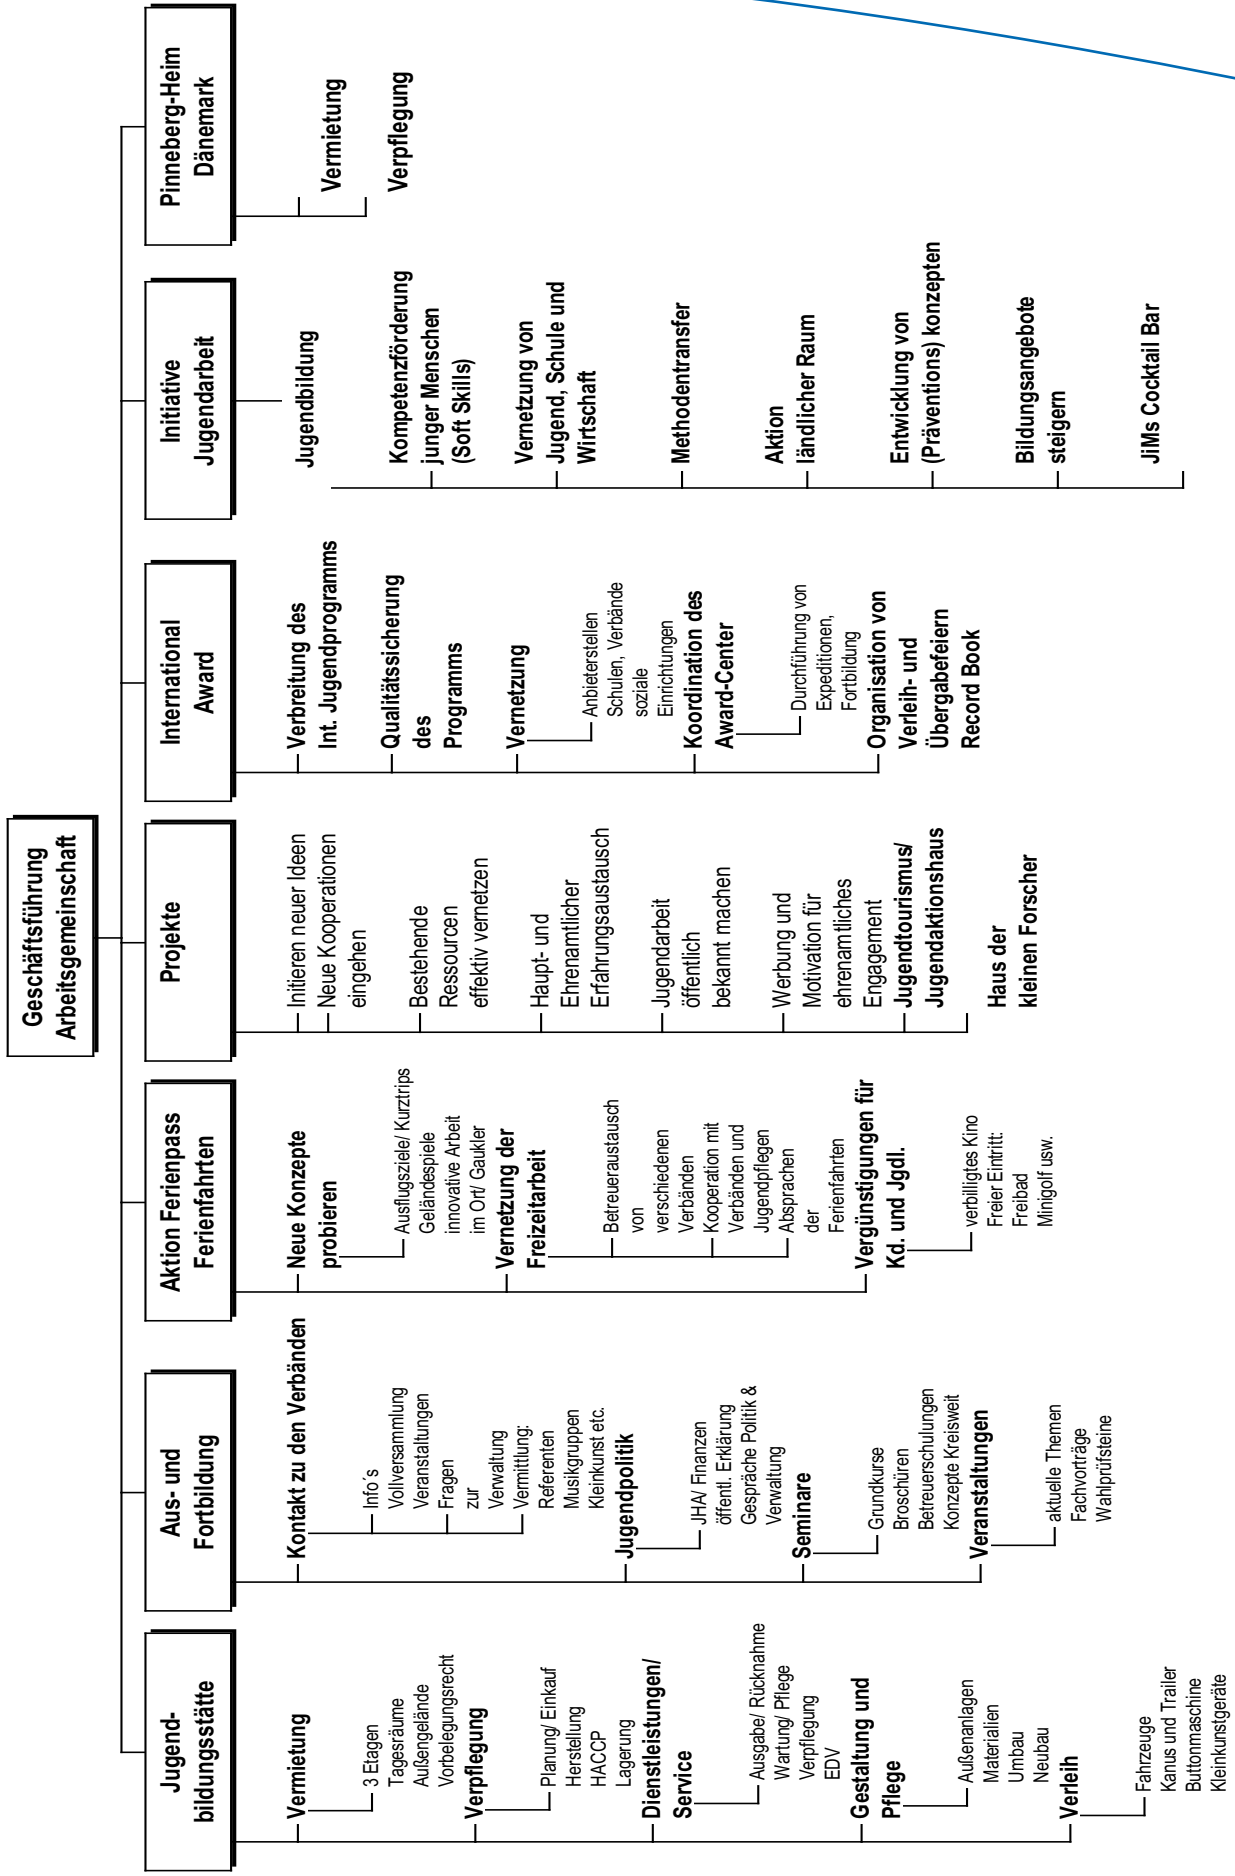 Geschäftsführung
Arbeitsgemeinschaft
Jugend-
bildungsstätte
Vermietung
3 Etagen
Tagesräume
Außengelände
Vorbelegungsrecht
Verpflegung
Planung/ Einkauf
Herstellung
HACCP
Lagerung
Dienstleistungen/
Service
Ausgabe/ Rücknahme
Wartung/ Pflege
Verpflegung
EDV
Gestaltung und
Pflege
Außenanlagen
Materialien
Umbau
Neubau
Verleih
Fahrzeuge
Kanus und Trailer
Buttonmaschine
Kleinkunstgeräte
Aus- und
Fortbildung
Kontakt zu den Verbänden
Info´s
Vollversammlung
Veranstaltungen
Fragen
zur
Verwaltung
Vermittlung:
Referenten
Musikgruppen
Kleinkunst etc.
Jugendpolitik
JHA/ Finanzen
öffentl. Erklärung
Gespräche Politik &
Verwaltung
Seminare
Grundkurse
Broschüren
Betreuerschulungen
Konzepte Kreisweit
Veranstaltungen
aktuelle Themen
Fachvorträge
Wahlprüfsteine
Aktion Ferienpass
Ferienfahrten
Neue Konzepte
probieren
Ausflugsziele/ Kurztrips
Geländespiele
innovative Arbeit
im Ort/ Gaukler
Vernetzung der
Freizeitarbeit
Betreueraustausch
von
verschiedenen
Verbänden
Kooperation mit
Verbänden und
Jugendpflegen
Absprachen
der
Ferienfahrten
Vergünstigungen für
Kd. und Jgdl.
verbilligtes Kino
Freier Eintritt:
Freibad
Minigolf usw.
Projekte
Initiieren neuer Ideen
Neue Kooperationen
eingehen
Bestehende
Ressourcen
effektiv vernetzen
Haupt- und
Ehrenamtlicher
Erfahrungsaustausch
Jugendarbeit
öffentlich
bekannt machen
Werbung und
Motivation für
ehrenamtliches
Engagement
Jugendtourismus/
Jugendaktionshaus
Haus der
kleinen Forscher
International
Award
Verbreitung des
Int. Jugendprogramms
Qualitätssicherung
des
Programms
Vernetzung
Anbieterstellen
Schulen, Verbände
soziale
Einrichtungen
Koordination des
Award-Center
Durchführung von
Expeditionen,
Fortbildung
Organisation von
Verleih- und
Übergabefeiern
Record Book
Initiative
Jugendarbeit
Jugendbildung
Kompetenzförderung
junger Menschen
(Soft Skills)
Vernetzung von
Jugend, Schule und
Wirtschaft
Methodentransfer
Aktion
ländlicher Raum
Entwicklung von
(Präventions) konzepten
Bildungsangebote
steigern
JiMs Cocktail Bar
Pinneberg-Heim
Dänemark
Vermietung
Verpflegung